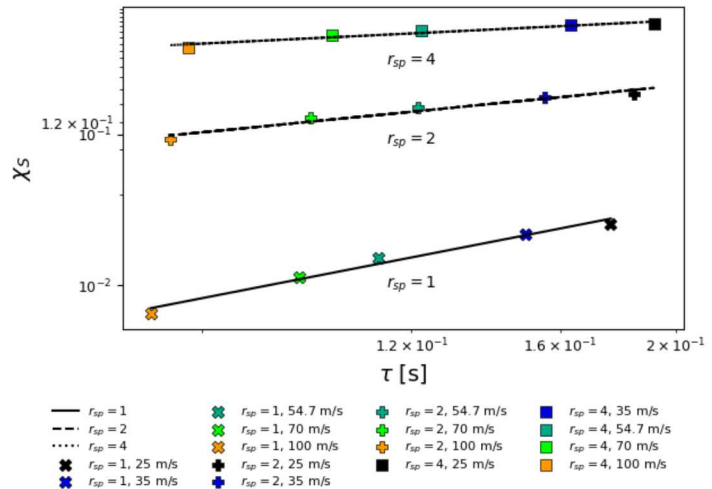 r_sp = 4
1.2 × 10⁻¹
10⁻¹
r_sp = 2
χ_S
10⁻²
r_sp = 1
1.2 × 10⁻¹ 1.6 × 10⁻¹ 2 × 10⁻¹
τ [s]
r_sp = 1 r_sp = 1, 54.7 m/s r_sp = 2, 54.7 m/s r_sp = 4, 35 m/s
r_sp = 2 r_sp = 1, 70 m/s r_sp = 2, 70 m/s r_sp = 4, 54.7 m/s
r_sp = 4 r_sp = 1, 100 m/s r_sp = 2, 100 m/s r_sp = 4, 70 m/s
r_sp = 1, 25 m/s r_sp = 2, 25 m/s r_sp = 4, 25 m/s r_sp = 4, 100 m/s
r_sp = 1, 35 m/s r_sp = 2, 35 m/s